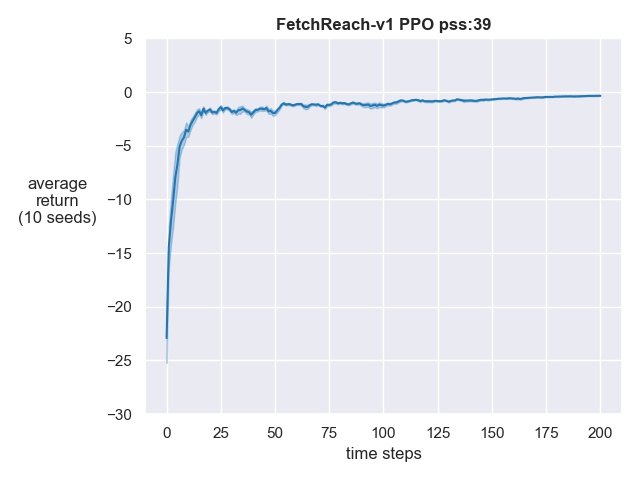 FetchReach-v1 PPO pss:39
5
0
−5
−10
−15
−20
−25
−30
average
return
(10 seeds)
0 25 50 75 100 125 150 175 200
time steps